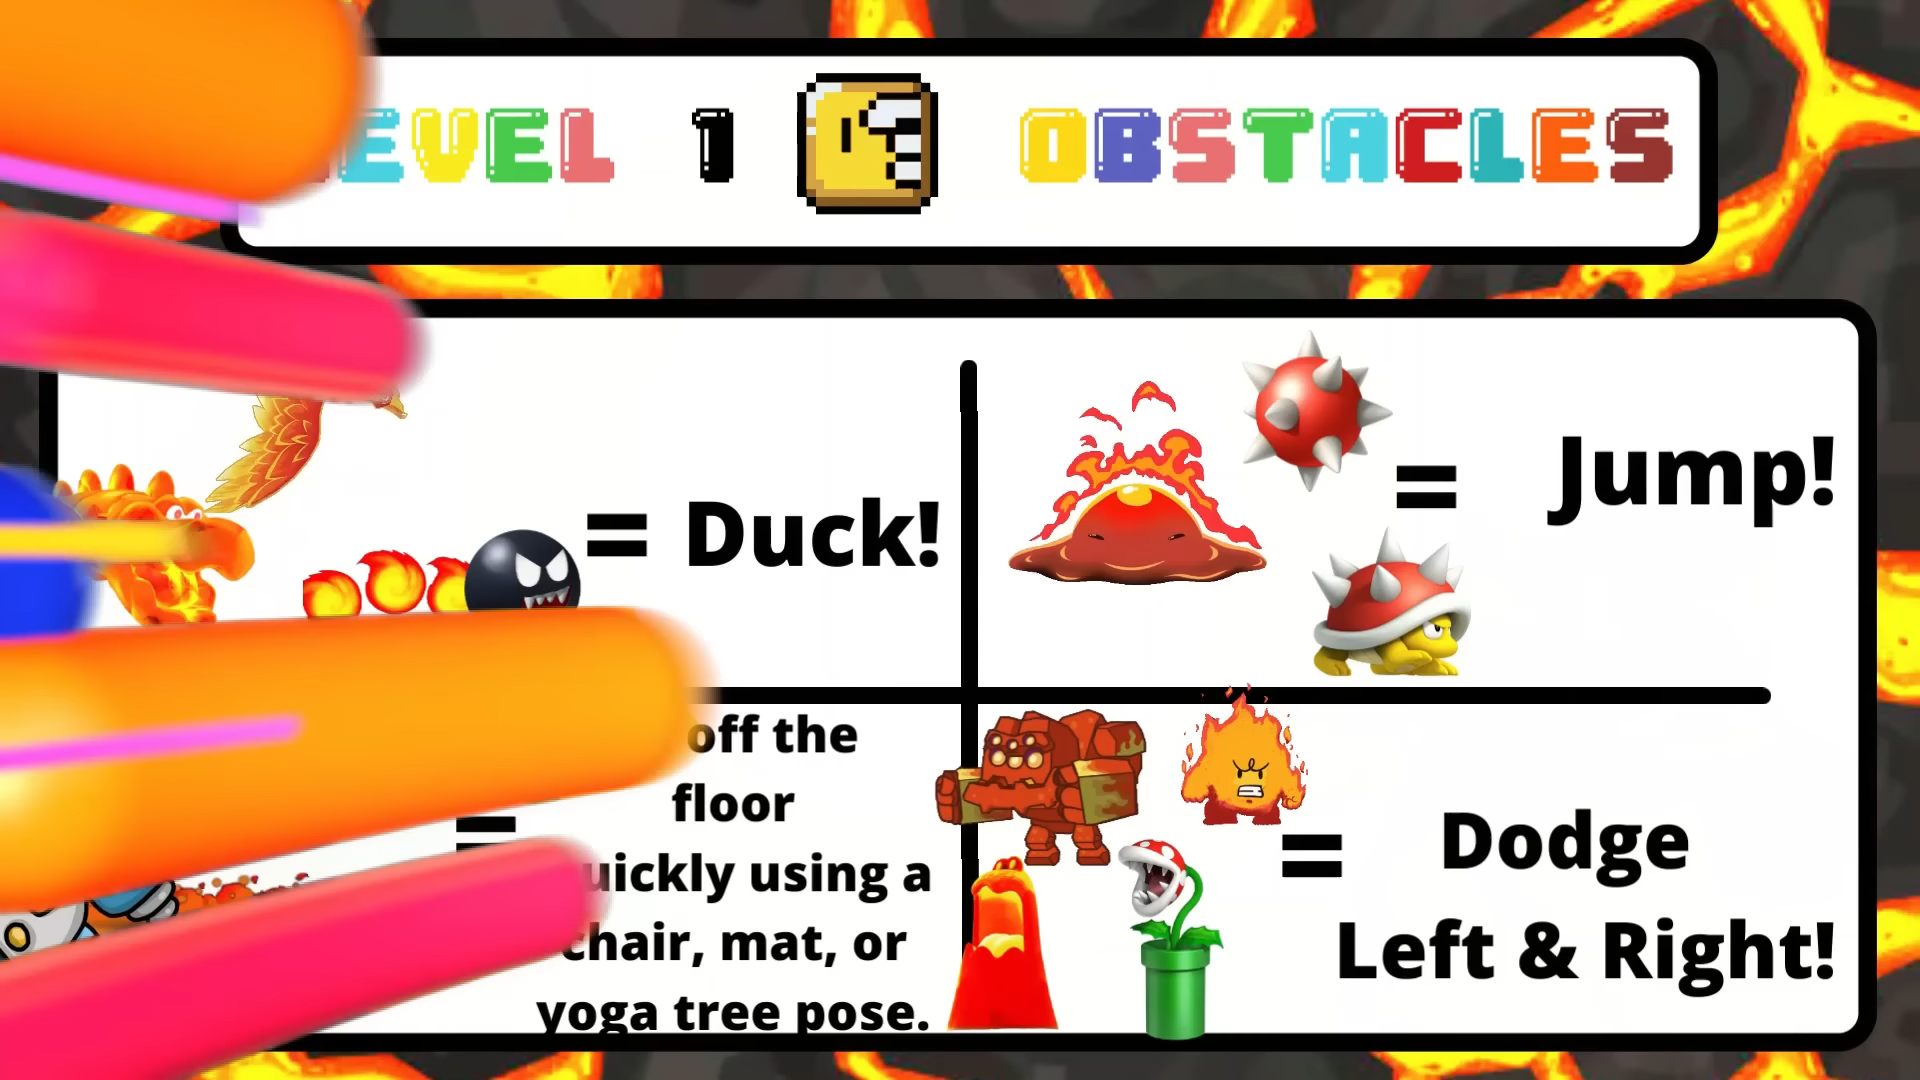 EVEL 1 OBSTACLES
= Duck!
= Jump!
off the
floor
uickly using a
chair, mat, or
yoga tree pose.
=
= Dodge
Left & Right!